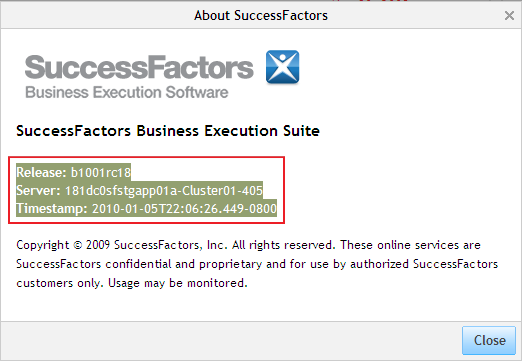 About SuccessFactors
SuccessFactors
Business Execution Software
SuccessFactors Business Execution Suite
Release: b1001rc18
Server: 181dc0sfstgapp01a-Cluster01-405
Timestamp: 2010-01-05T22:06:26.449-0800
Copyright © 2009 SuccessFactors, Inc. All rights reserved. These online services are
SuccessFactors confidential and proprietary and for use by authorized SuccessFactors
customers only. Usage may be monitored.
Close